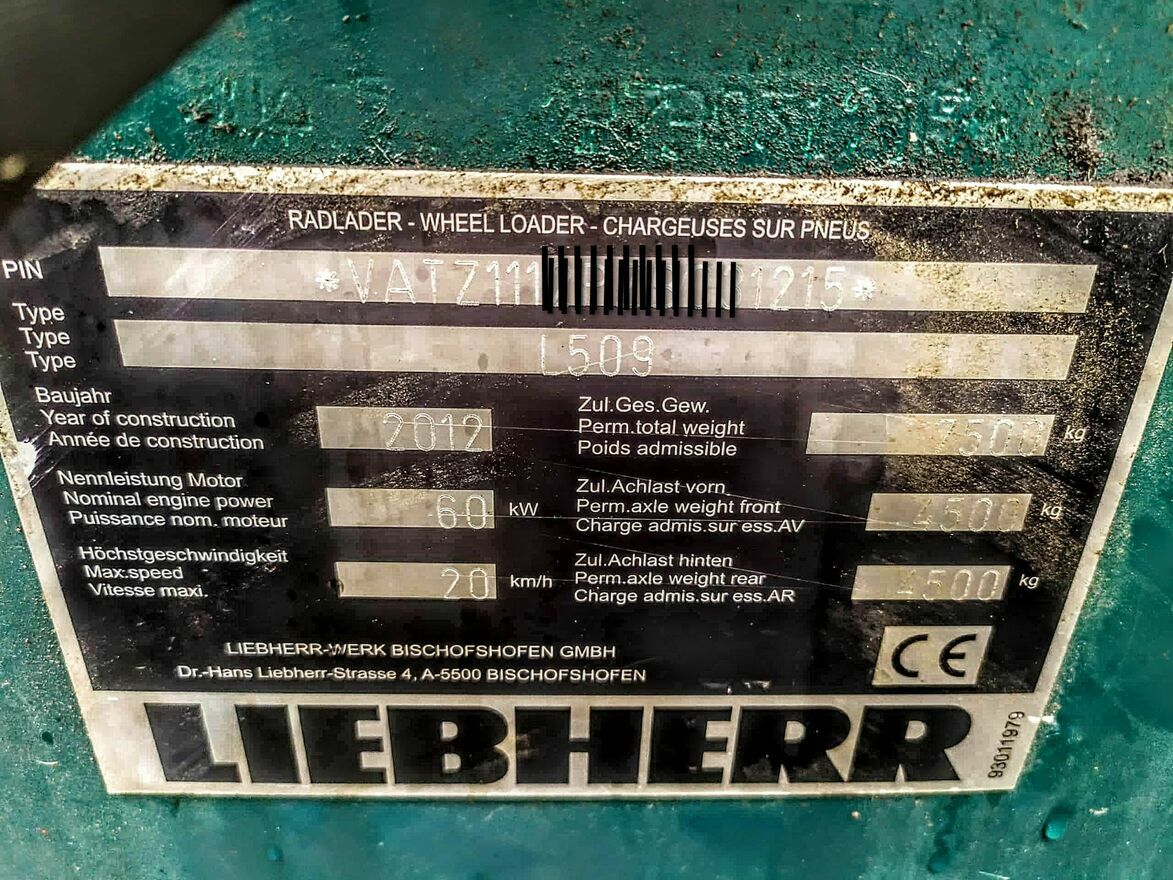 RADLADER - WHEEL LOADER - CHARGEUSES SUR PNEUS
PIN
Type
Type
Type
L509
Baujahr
Year of construction
Année de construction
2012
Zul.Ges.Gew.
Perm.total weight
Poids admissible
7500 kg
Nennleistung Motor
Nominal engine power
Puissance nom. moteur
60 kW
Zul.Achlast vorn
Perm.axle weight front
Charge admis.sur ess.AV
4500 kg
Höchstgeschwindigkeit
Max.speed
Vitesse maxi.
20 km/h
Zul.Achlast hinten
Perm.axle weight rear
Charge admis.sur ess.AR
4500 kg
LIEBHERR-WERK BISCHOFSHOFEN GMBH
Dr.-Hans Liebherr-Strasse 4, A-5500 BISCHOFSHOFEN
CE
LIEBHERR
93011979